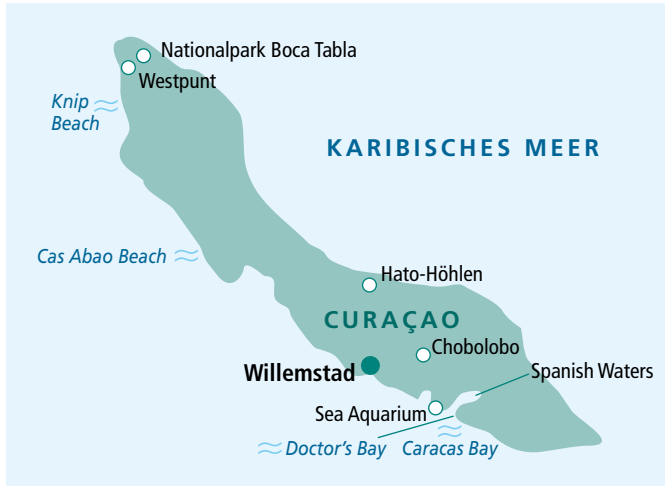 Nationalpark Boca Tabla
Westpunt
Knip
Beach
KARIBISCHES MEER
Cas Abao Beach
Hato-Höhlen
CURAÇAO
Chobolobo
Willemstad
Spanish Waters
Sea Aquarium
Doctor's Bay
Caracas Bay